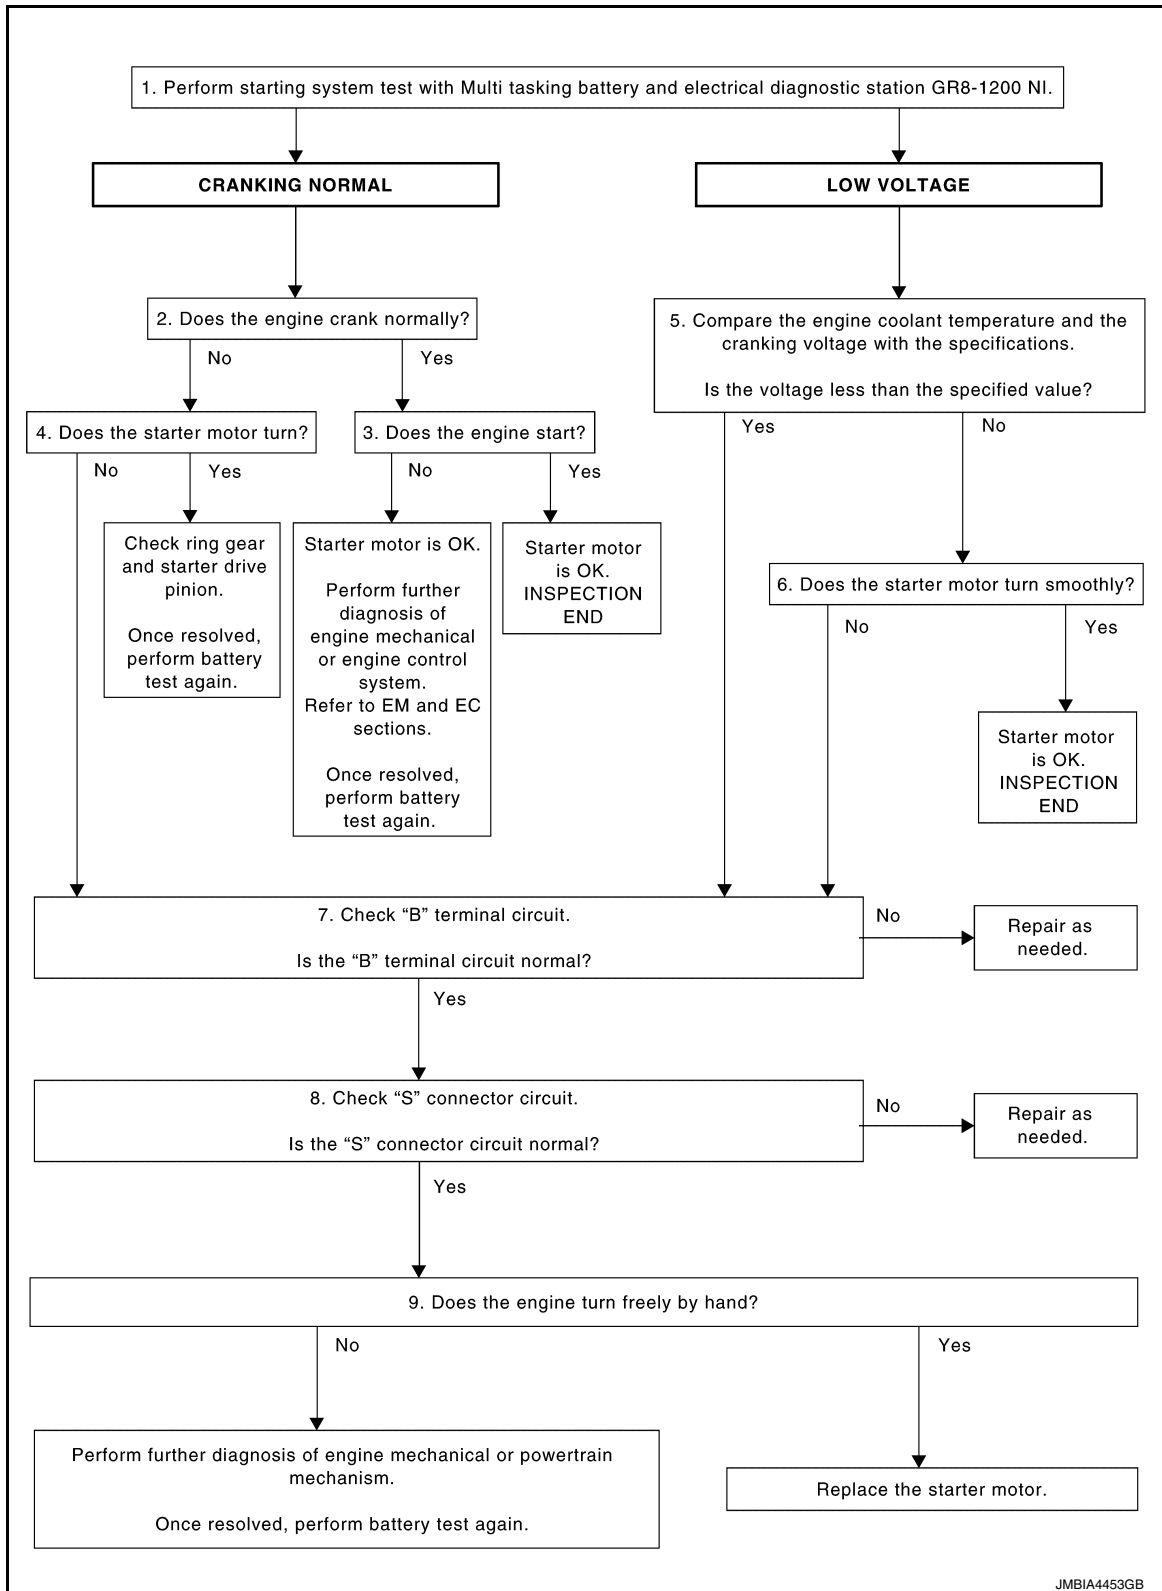 1. Perform starting system test with Multi tasking battery and electrical diagnostic station GR8-1200 NI.
CRANKING NORMAL
LOW VOLTAGE
2. Does the engine crank normally?
No
Yes
5. Compare the engine coolant temperature and the
cranking voltage with the specifications.
Is the voltage less than the specified value?
Yes
No
4. Does the starter motor turn?
No
Yes
3. Does the engine start?
No
Yes
Check ring gear
and starter drive
pinion.
Once resolved,
perform battery
test again.
Starter motor is OK.
Perform further
diagnosis of
engine mechanical
or engine control
system.
Refer to EM and EC
sections.
Once resolved,
perform battery
test again.
Starter motor
is OK.
INSPECTION
END
6. Does the starter motor turn smoothly?
No
Yes
Starter motor
is OK.
INSPECTION
END
7. Check “B” terminal circuit.
Is the “B” terminal circuit normal?
No
Repair as
needed.
Yes
8. Check “S” connector circuit.
Is the “S” connector circuit normal?
No
Repair as
needed.
Yes
9. Does the engine turn freely by hand?
No
Yes
Perform further diagnosis of engine mechanical or powertrain
mechanism.
Once resolved, perform battery test again.
Replace the starter motor.
JMBIA4453GB